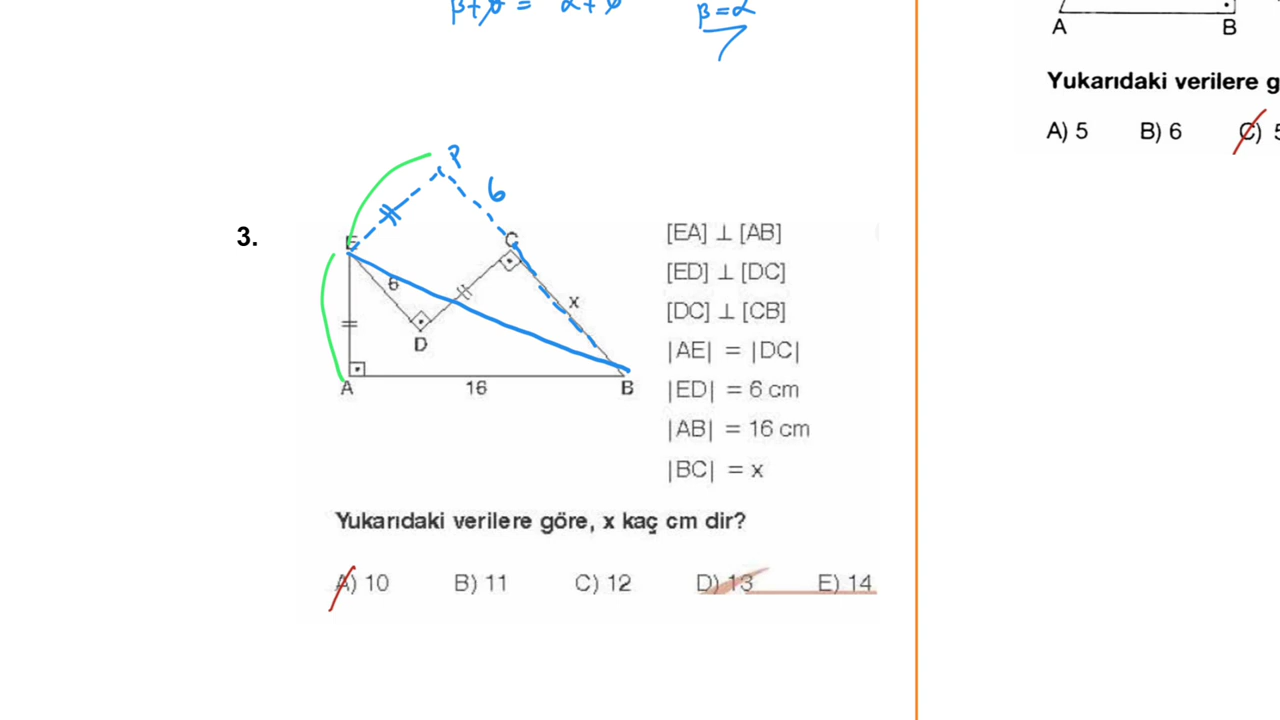 β+θ = α+θ
β=α
A B
Yukarıdaki verilere g
A) 5 B) 6 C) 5
3.
P
6
E
C
6
x
D
A 16 B
[EA] ⊥ [AB]
[ED] ⊥ [DC]
[DC] ⊥ [CB]
|AE| = |DC|
|ED| = 6 cm
|AB| = 16 cm
|BC| = x
Yukarıdaki verilere göre, x kaç cm dir?
A) 10 B) 11 C) 12 D) 13 E) 14